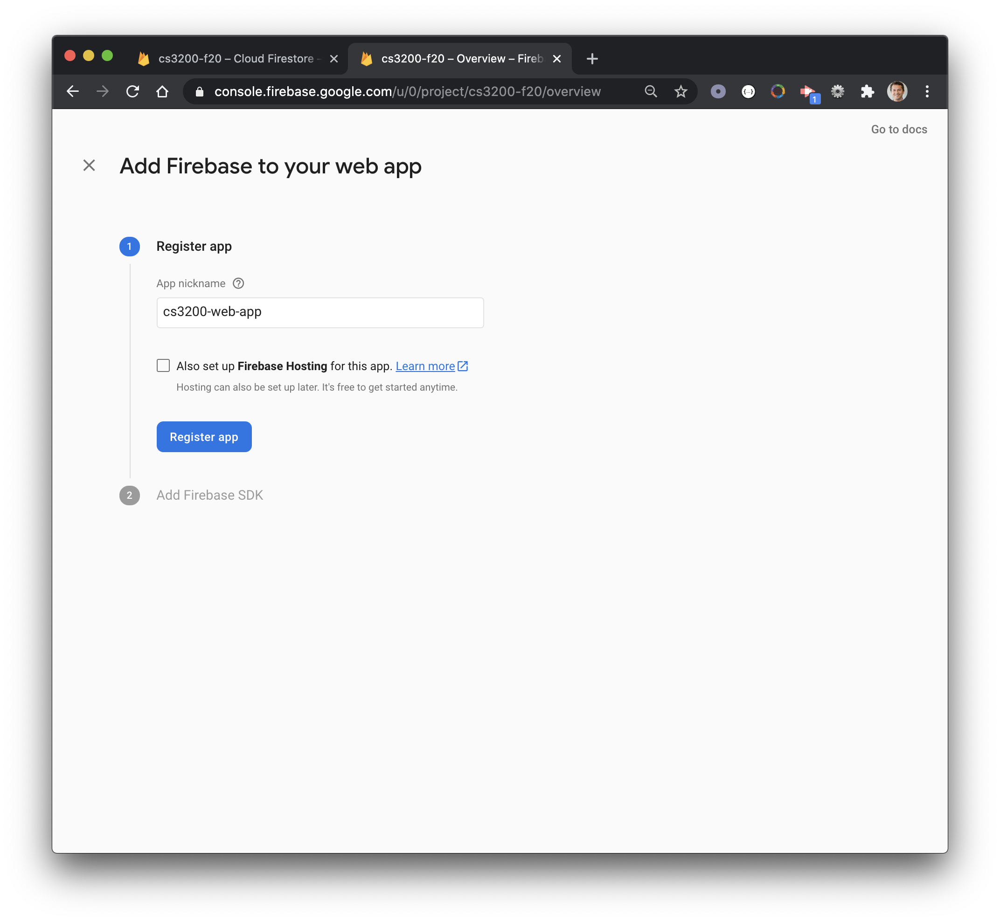 cs3200-f20 – Cloud Firestore -
cs3200-f20 – Overview – Fireb
console.firebase.google.com/u/0/project/cs3200-f20/overview
{...}
1
Go to docs
Add Firebase to your web app
1 Register app
App nickname ?
cs3200-web-app
Also set up Firebase Hosting for this app. Learn more
Hosting can also be set up later. It's free to get started anytime.
Register app
2 Add Firebase SDK